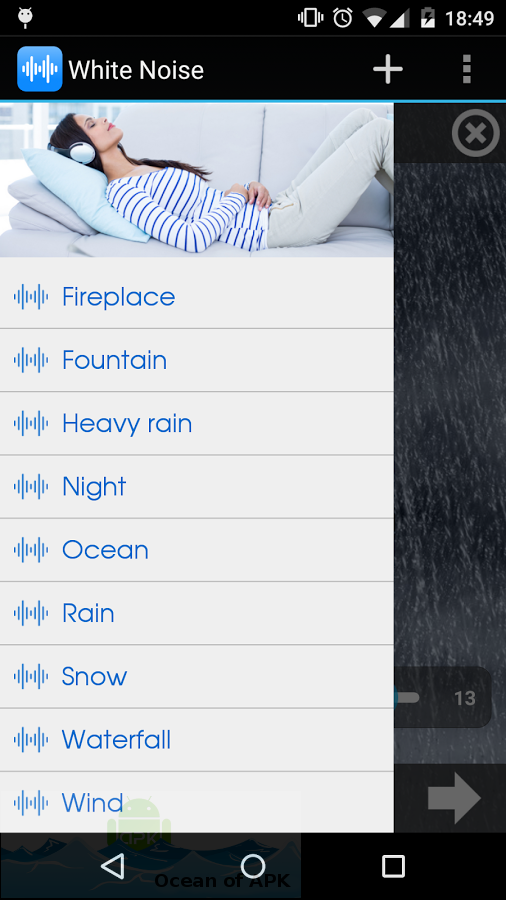 18:49
White Noise
Fireplace
Fountain
Heavy rain
Night
Ocean
Rain
Snow
13
Waterfall
Wind
APK
Ocean of APK